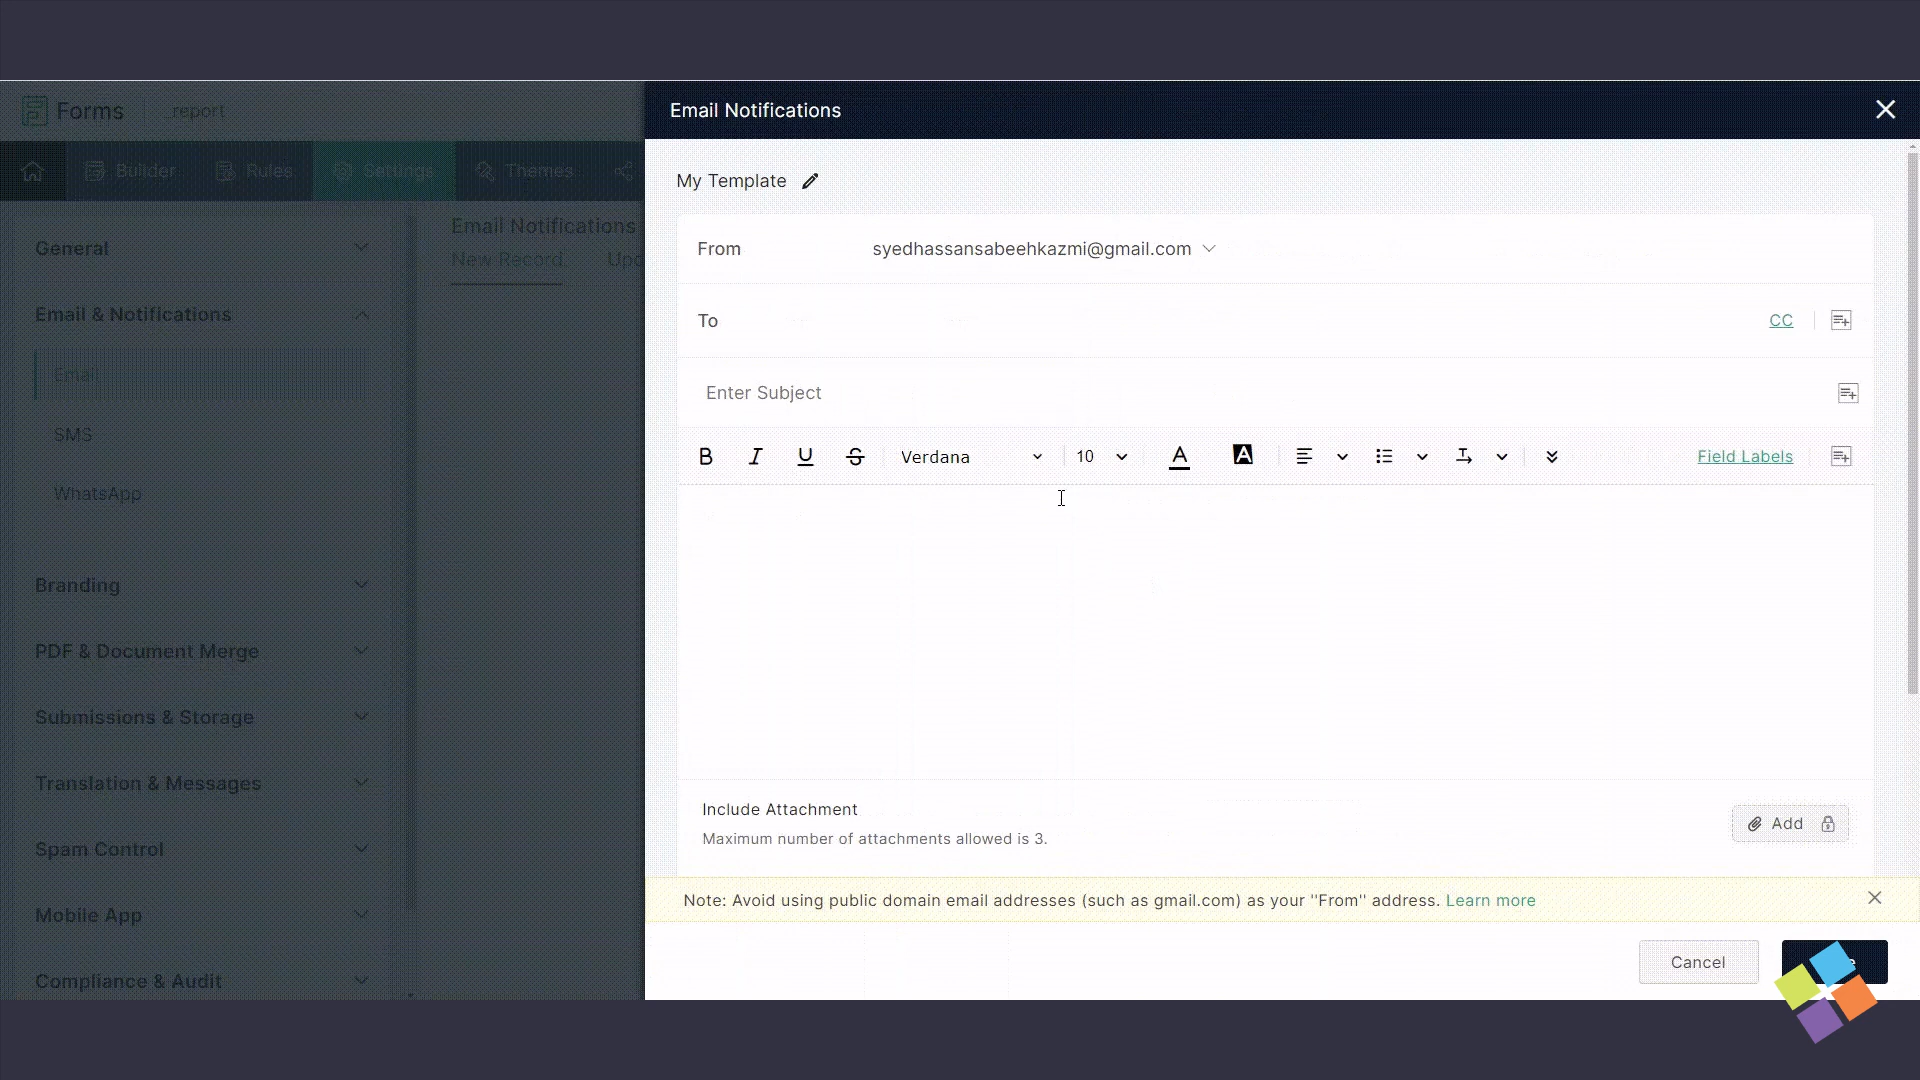 Forms
report
Email Notifications
Builder
Rules
Settings
Themes
My Template
General
Email Notifications
New Record
From
syedhassansabeehkazmi@gmail.com
Email & Notifications
To
CC
Email
Enter Subject
SMS
Verdana
10
Field Labels
WhatsApp
Branding
PDF & Document Merge
Submissions & Storage
Translation & Messages
Include Attachment
Maximum number of attachments allowed is 3.
Add
Spam Control
Note: Avoid using public domain email addresses (such as gmail.com) as your "From" address. Learn more
Mobile App
Cancel
Compliance & Audit